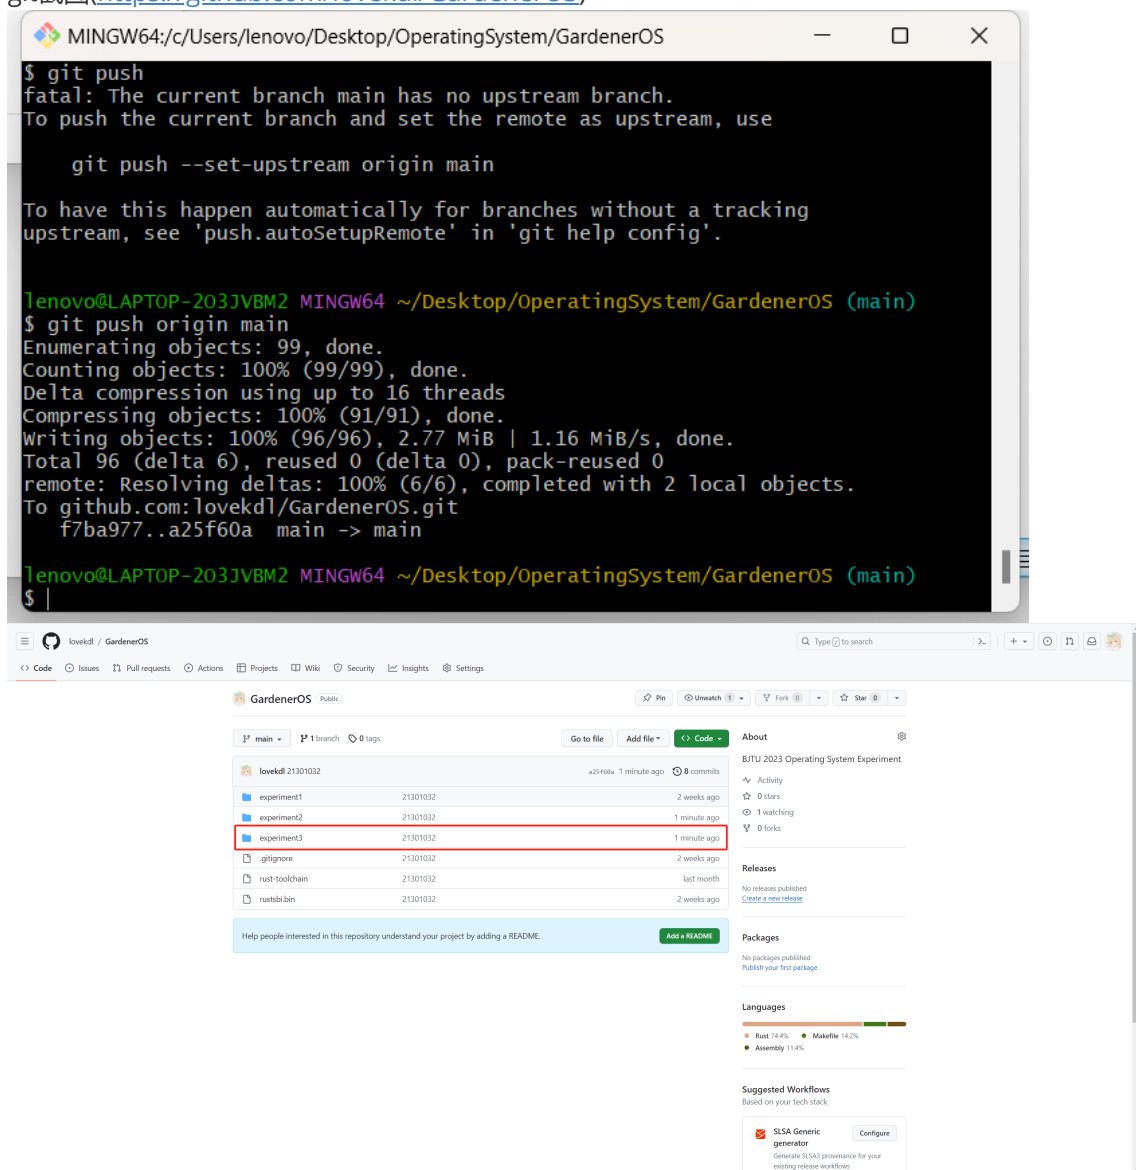 git截图(https://github.com/lovekdl/GardenerOS)
MINGW64:/c/Users/lenovo/Desktop/OperatingSystem/GardenerOS
$ git push
fatal: The current branch main has no upstream branch.
To push the current branch and set the remote as upstream, use
git push --set-upstream origin main
To have this happen automatically for branches without a tracking
upstream, see 'push.autoSetupRemote' in 'git help config'.
lenovo@LAPTOP-2O3JVBM2 MINGW64 ~/Desktop/OperatingSystem/GardenerOS (main)
$ git push origin main
Enumerating objects: 99, done.
Counting objects: 100% (99/99), done.
Delta compression using up to 16 threads
Compressing objects: 100% (91/91), done.
Writing objects: 100% (96/96), 2.77 MiB | 1.16 MiB/s, done.
Total 96 (delta 6), reused 0 (delta 0), pack-reused 0
remote: Resolving deltas: 100% (6/6), completed with 2 local objects.
To github.com:lovekdl/GardenerOS.git
f7ba977..a25f60a main -> main
lenovo@LAPTOP-2O3JVBM2 MINGW64 ~/Desktop/OperatingSystem/GardenerOS (main)
$
lovekdl / GardenerOS
Type / to search
Code Issues Pull requests Actions Projects Wiki Security Insights Settings
GardenerOS Public
Pin Unwatch 1 Fork 0 Star 0
main 1 branch 0 tags
Go to file Add file Code
lovekdl 21301032 a25f60a 1 minute ago 8 commits
experiment1 21301032 2 weeks ago
experiment2 21301032 1 minute ago
experiment3 21301032 1 minute ago
.gitignore 21301032 2 weeks ago
rust-toolchain 21301032 last month
rustsbi.bin 21301032 2 weeks ago
Help people interested in this repository understand your project by adding a README. Add a README
About
BJTU 2023 Operating System Experiment
Activity
0 stars
1 watching
0 forks
Releases
No releases published
Create a new release
Packages
No packages published
Publish your first package
Languages
Rust 74.4% Makefile 14.2%
Assembly 11.4%
Suggested Workflows
Based on your tech stack
SLSA Generic generator
Configure
Generate SLSA3 provenance for your
existing release workflows